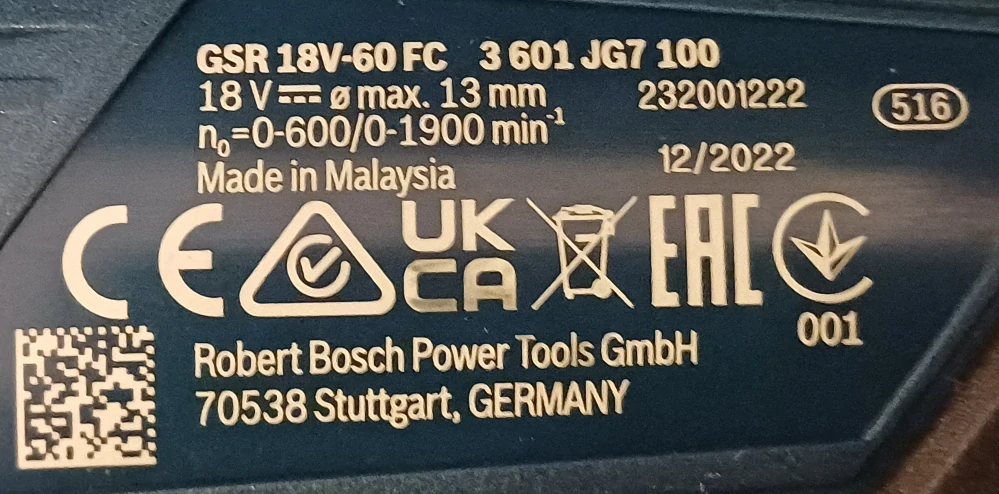 GSR 18V-60 FC 3 601 JG7 100
18 V ⎓ ø max. 13 mm 232001222
516
n₀=0-600/0-1900 min⁻¹
12/2022
Made in Malaysia
CE UK CA EAC
001
Robert Bosch Power Tools GmbH
70538 Stuttgart, GERMANY